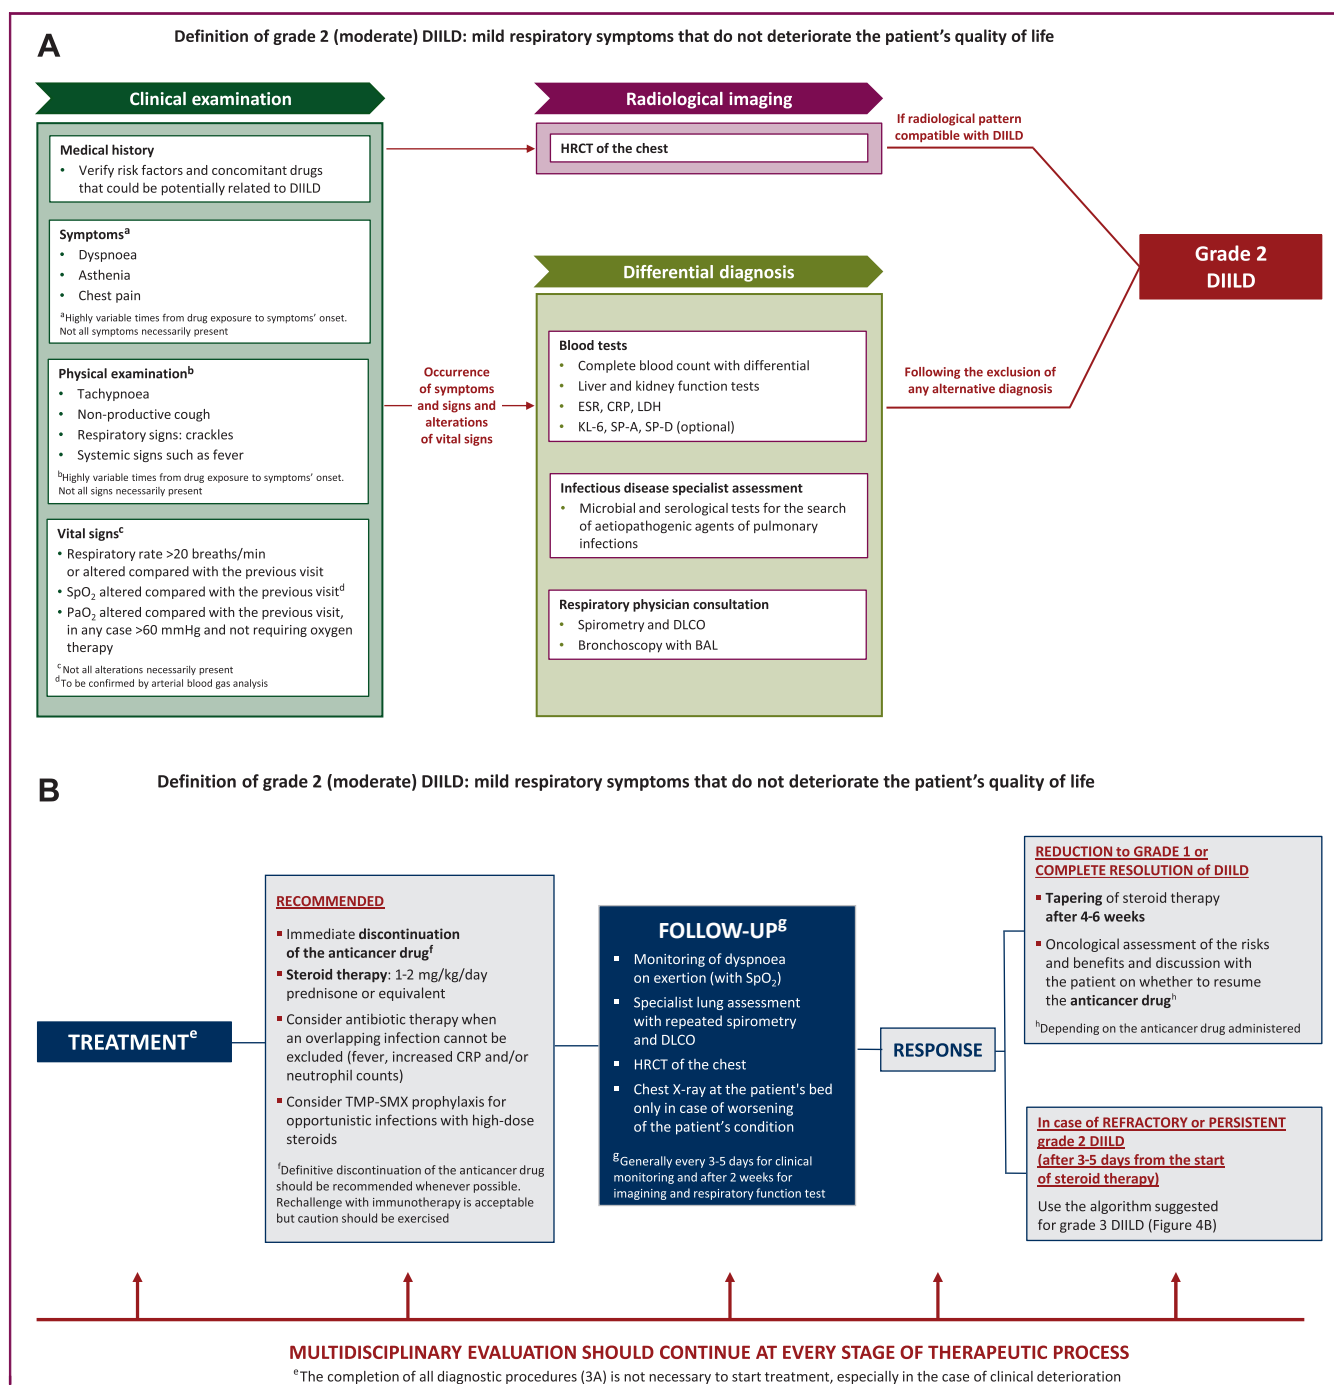 A
Definition of grade 2 (moderate) DIILD: mild respiratory symptoms that do not deteriorate the patient's quality of life
Clinical examination
Medical history
• Verify risk factors and concomitant drugs
that could be potentially related to DIILD
Symptomsᵃ
• Dyspnoea
• Asthenia
• Chest pain
ᵃHighly variable times from drug exposure to symptoms' onset.
Not all symptoms necessarily present
Physical examinationᵇ
• Tachypnoea
• Non-productive cough
• Respiratory signs: crackles
• Systemic signs such as fever
ᵇHighly variable times from drug exposure to symptoms' onset.
Not all signs necessarily present
Vital signsᶜ
• Respiratory rate >20 breaths/min
or altered compared with the previous visit
• SpO₂ altered compared with the previous visitᵈ
• PaO₂ altered compared with the previous visit,
in any case >60 mmHg and not requiring oxygen
therapy
ᶜNot all alterations necessarily present
ᵈTo be confirmed by arterial blood gas analysis
Occurrence
of symptoms
and signs and
alterations
of vital signs
Radiological imaging
HRCT of the chest
Differential diagnosis
Blood tests
• Complete blood count with differential
• Liver and kidney function tests
• ESR, CRP, LDH
• KL-6, SP-A, SP-D (optional)
Infectious disease specialist assessment
• Microbial and serological tests for the search
of aetiopathogenic agents of pulmonary
infections
Respiratory physician consultation
• Spirometry and DLCO
• Bronchoscopy with BAL
If radiological pattern
compatible with DIILD
Following the exclusion of
any alternative diagnosis
Grade 2
DIILD
B
Definition of grade 2 (moderate) DIILD: mild respiratory symptoms that do not deteriorate the patient's quality of life
TREATMENTᵉ
RECOMMENDED
▪ Immediate discontinuation
of the anticancer drugᶠ
▪ Steroid therapy: 1-2 mg/kg/day
prednisone or equivalent
▪ Consider antibiotic therapy when
an overlapping infection cannot be
excluded (fever, increased CRP and/or
neutrophil counts)
▪ Consider TMP-SMX prophylaxis for
opportunistic infections with high-dose
steroids
ᶠDefinitive discontinuation of the anticancer drug
should be recommended whenever possible.
Rechallenge with immunotherapy is acceptable
but caution should be exercised
FOLLOW-UPᵍ
▪ Monitoring of dyspnoea
on exertion (with SpO₂)
▪ Specialist lung assessment
with repeated spirometry
and DLCO
▪ HRCT of the chest
▪ Chest X-ray at the patient's bed
only in case of worsening
of the patient's condition
ᵍGenerally every 3-5 days for clinical
monitoring and after 2 weeks for
imagining and respiratory function test
RESPONSE
REDUCTION to GRADE 1 or
COMPLETE RESOLUTION of DIILD
▪ Tapering of steroid therapy
after 4-6 weeks
▪ Oncological assessment of the risks
and benefits and discussion with
the patient on whether to resume
the anticancer drugʰ
ʰDepending on the anticancer drug administered
In case of REFRACTORY or PERSISTENT
grade 2 DIILD
(after 3-5 days from the start
of steroid therapy)
Use the algorithm suggested
for grade 3 DIILD (Figure 4B)
MULTIDISCIPLINARY EVALUATION SHOULD CONTINUE AT EVERY STAGE OF THERAPEUTIC PROCESS
ᵉThe completion of all diagnostic procedures (3A) is not necessary to start treatment, especially in the case of clinical deterioration